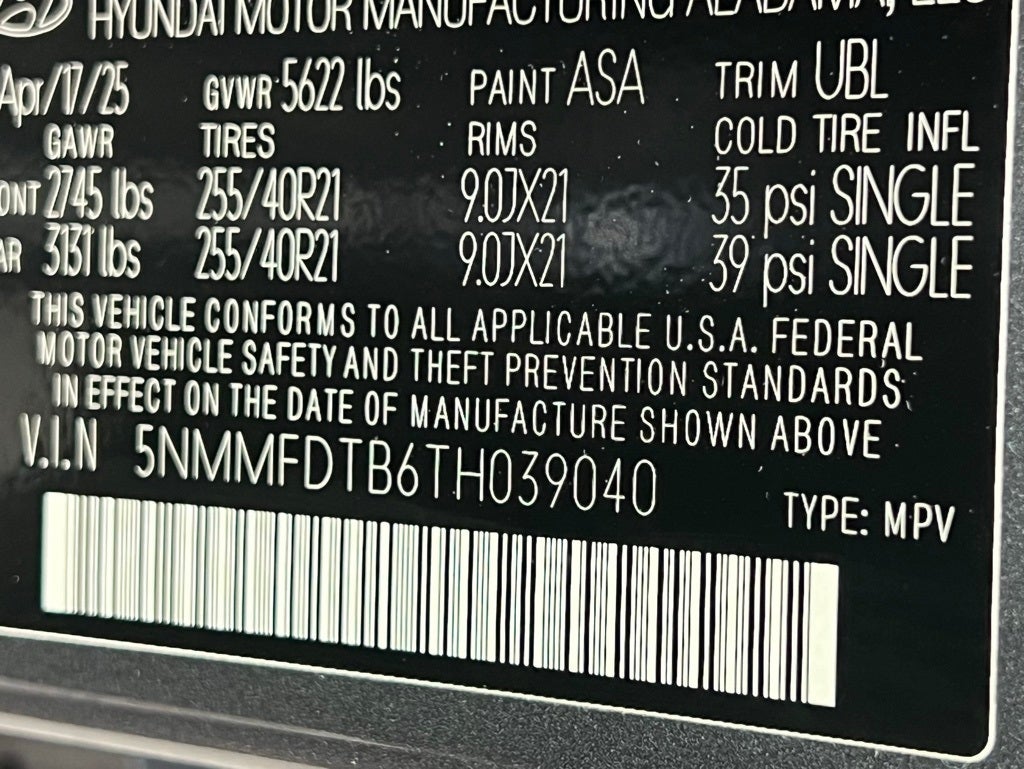 HYUNDAI MOTOR MANUFACTURING ALABAMA, LLC
Apr/17/25 GVWR 5622 lbs PAINT ASA TRIM UBL
GAWR TIRES RIMS COLD TIRE INFL
ONT 2745 lbs 255/40R21 9.0JX21 35 psi SINGLE
AR 3131 lbs 255/40R21 9.0JX21 39 psi SINGLE
THIS VEHICLE CONFORMS TO ALL APPLICABLE U.S.A. FEDERAL
MOTOR VEHICLE SAFETY AND THEFT PREVENTION STANDARDS
IN EFFECT ON THE DATE OF MANUFACTURE SHOWN ABOVE
V.I.N 5NMMFDTB6TH039040
TYPE: MPV